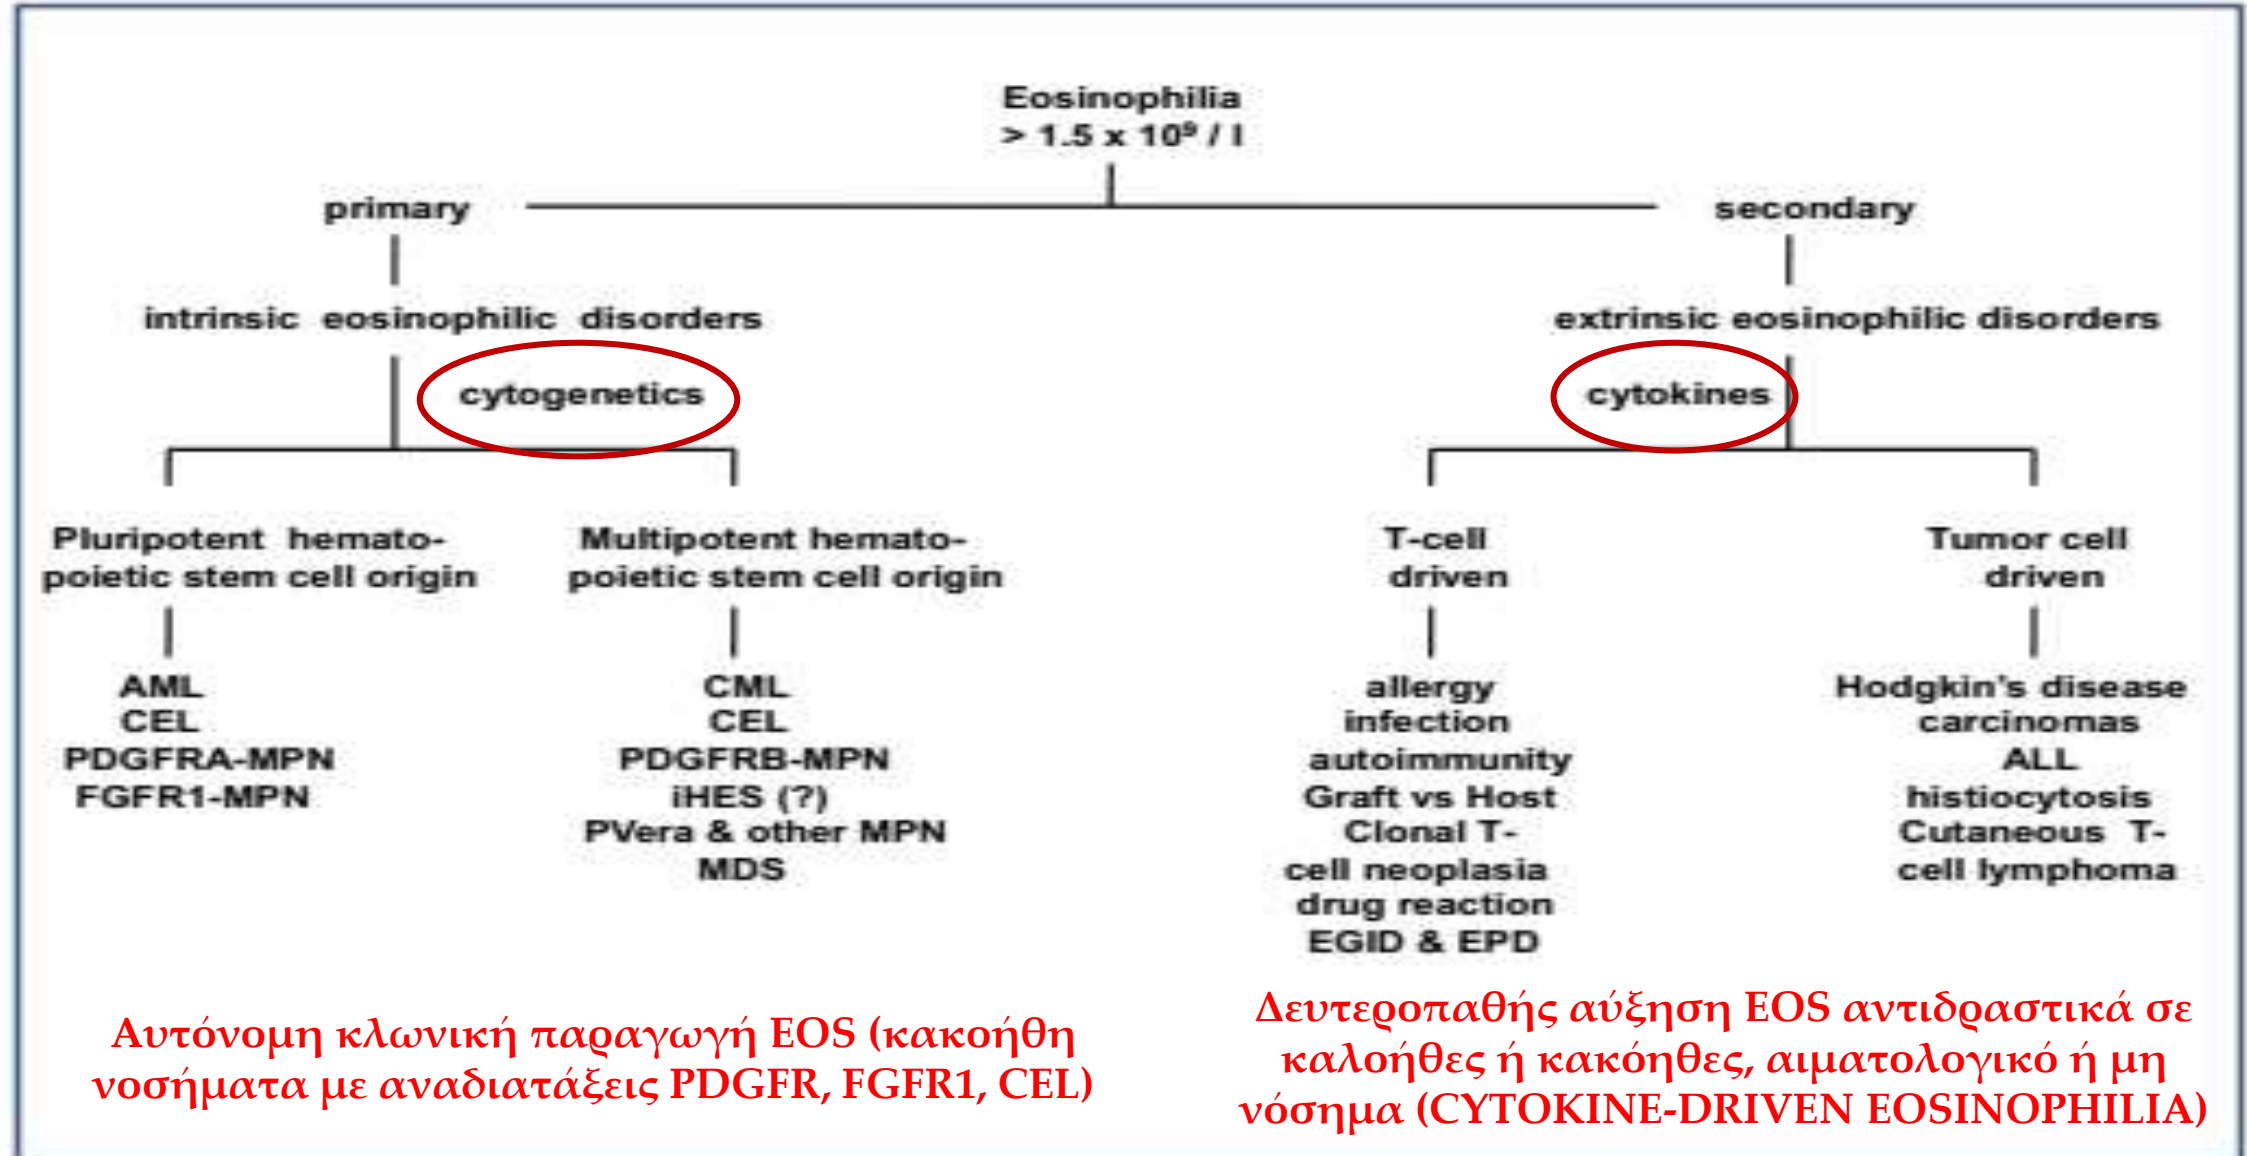 Eosinophilia
> 1.5 x 10⁹ / l
primary
secondary
intrinsic eosinophilic disorders
extrinsic eosinophilic disorders
cytogenetics
cytokines
Pluripotent hemato-
poietic stem cell origin
Multipotent hemato-
poietic stem cell origin
T-cell
driven
Tumor cell
driven
AML
CEL
PDGFRA-MPN
FGFR1-MPN
CML
CEL
PDGFRB-MPN
iHES (?)
PVera & other MPN
MDS
allergy
infection
autoimmunity
Graft vs Host
Clonal T-
cell neoplasia
drug reaction
EGID & EPD
Hodgkin's disease
carcinomas
ALL
histiocytosis
Cutaneous T-
cell lymphoma
Αυτόνομη κλωνική παραγωγή EOS (κακοήθη
νοσήματα με αναδιατάξεις PDGFR, FGFR1, CEL)
Δευτεροπαθής αύξηση EOS αντιδραστικά σε
καλοήθες ή κακόηθες, αιματολογικό ή μη
νόσημα (CYTOKINE-DRIVEN EOSINOPHILIA)